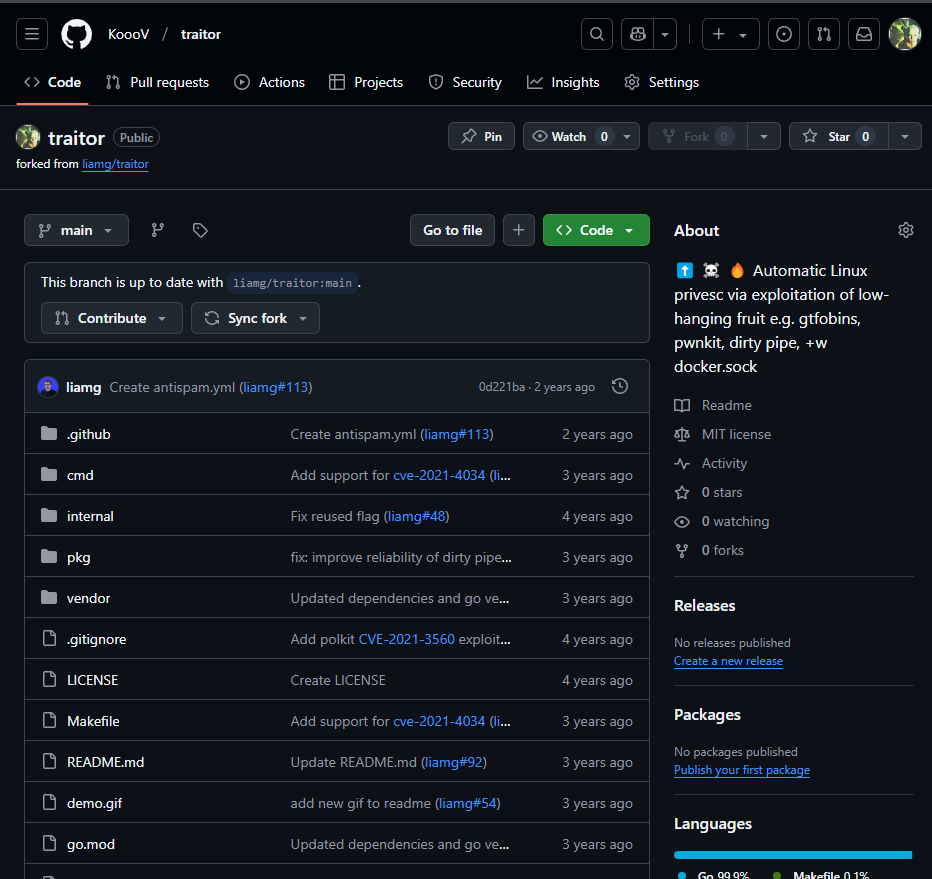 KoooV / traitor
Code Pull requests Actions Projects Security Insights Settings
traitor Public
Pin Watch 0 Fork 0 Star 0
forked from liamg/traitor
main Go to file Code
This branch is up to date with liamg/traitor:main .
Contribute Sync fork
liamg Create antispam.yml (liamg#113) 0d221ba · 2 years ago
.github Create antispam.yml (liamg#113) 2 years ago
cmd Add support for cve-2021-4034 (li... 3 years ago
internal Fix reused flag (liamg#48) 4 years ago
pkg fix: improve reliability of dirty pipe... 3 years ago
vendor Updated dependencies and go ve... 3 years ago
.gitignore Add polkit CVE-2021-3560 exploit... 4 years ago
LICENSE Create LICENSE 4 years ago
Makefile Add support for cve-2021-4034 (li... 3 years ago
README.md Update README.md (liamg#92) 3 years ago
demo.gif add new gif to readme (liamg#54) 3 years ago
go.mod Updated dependencies and go ve... 3 years ago
About
⬆️ ☠️ 🔥 Automatic Linux
privesc via exploitation of low-
hanging fruit e.g. gtfobins,
pwnkit, dirty pipe, +w
docker.sock
Readme
MIT license
Activity
0 stars
0 watching
0 forks
Releases
No releases published
Create a new release
Packages
No packages published
Publish your first package
Languages
Go 99.9% Makefile 0.1%